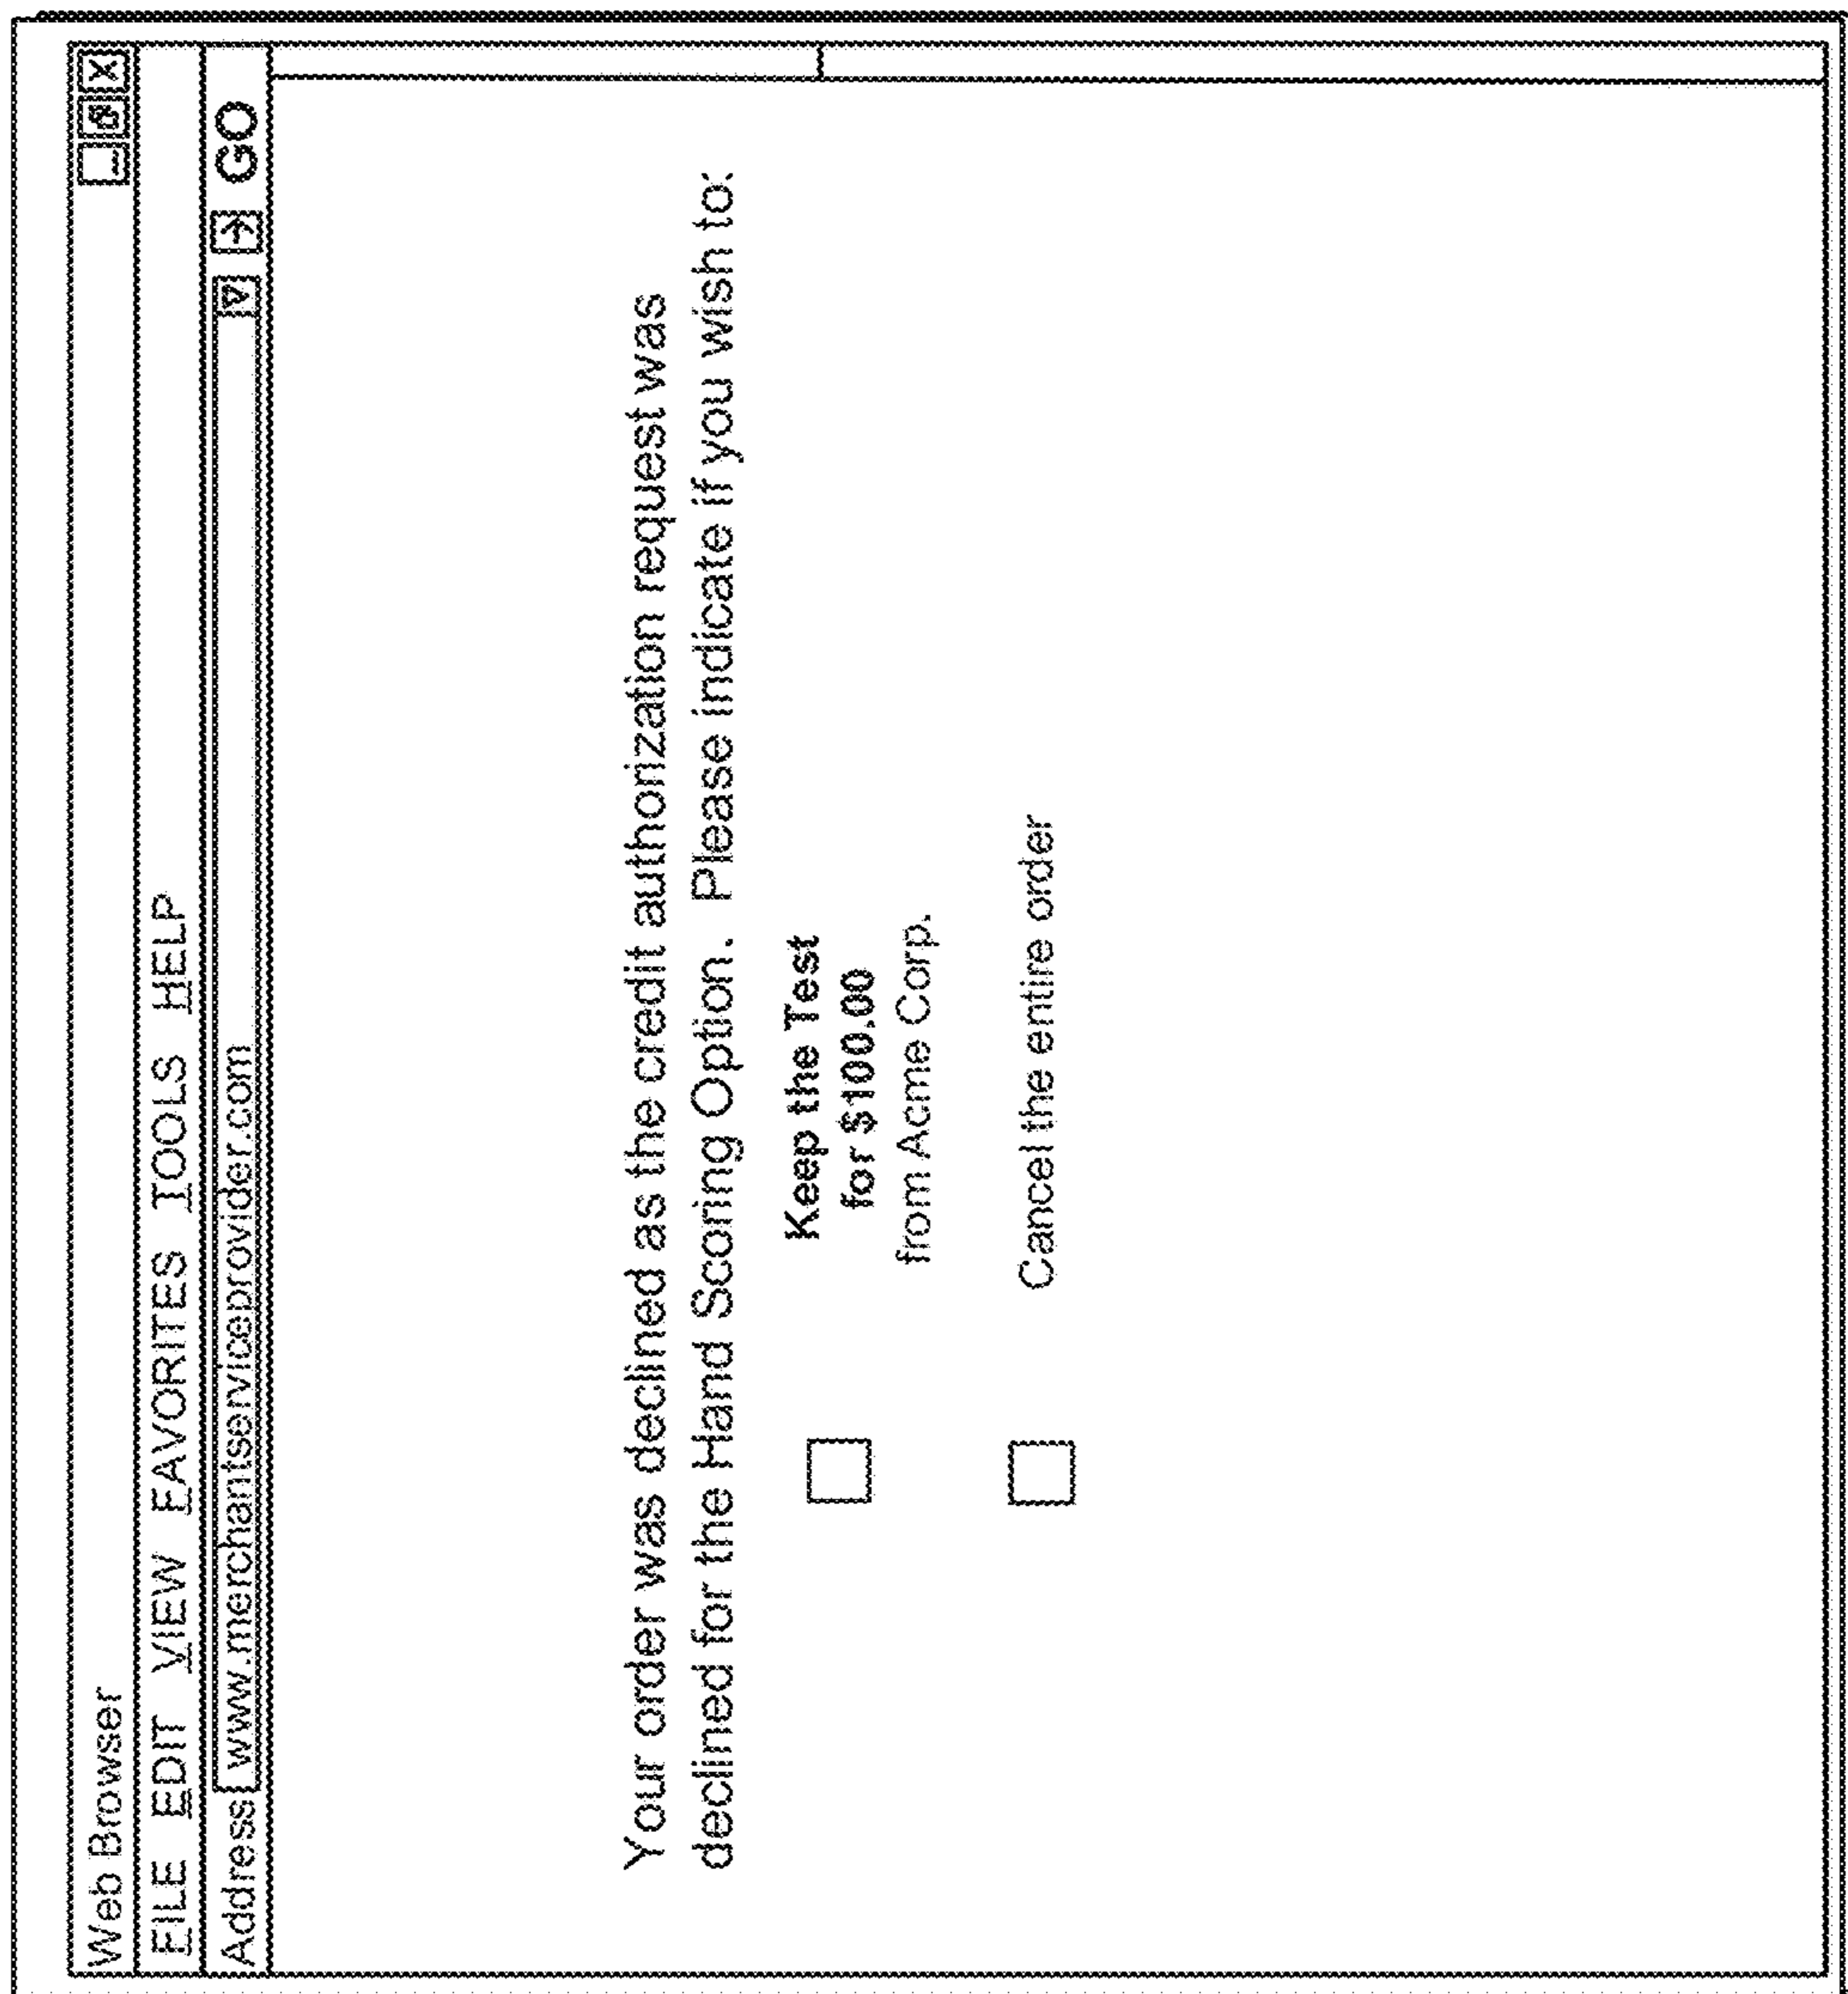 Web Browser
FILE EDIT VIEW FAVORITES TOOLS HELP
Address www.merchantserviceprovider.com GO
Your order was declined as the credit authorization request was
declined for the Hand Scoring Option. Please indicate if you wish to:
Keep the Test
for $100.00
from Acme Corp.
Cancel the entire order